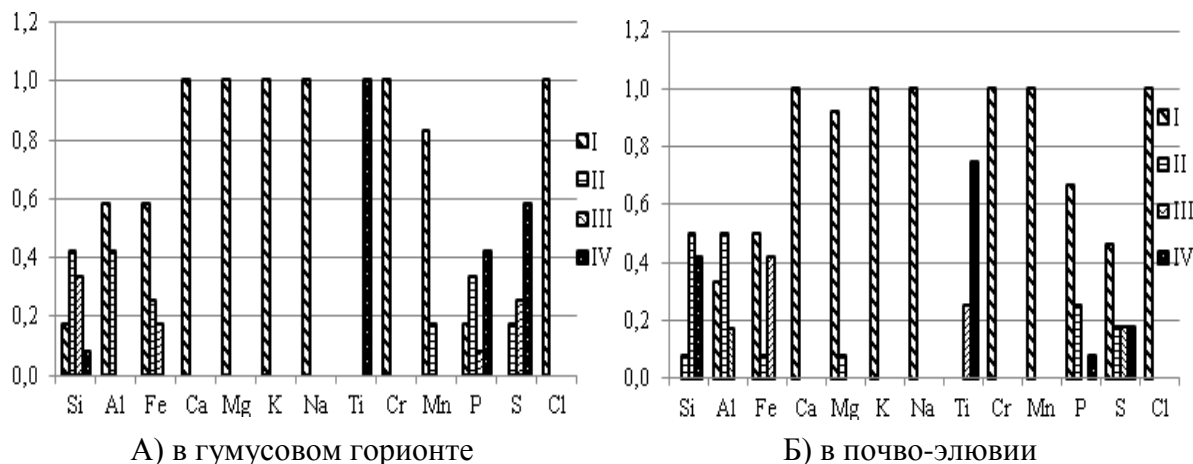 1,2
1,0
0,8
0,6
0,4
0,2
0,0
Si Al Fe Ca Mg K Na Ti Cr Mn P S Cl
I
II
III
IV
А) в гумусовом горионте
1,2
1,0
0,8
0,6
0,4
0,2
0,0
Si Al Fe Ca Mg K Na Ti Cr Mn P S Cl
I
II
III
IV
Б) в почво-элювии